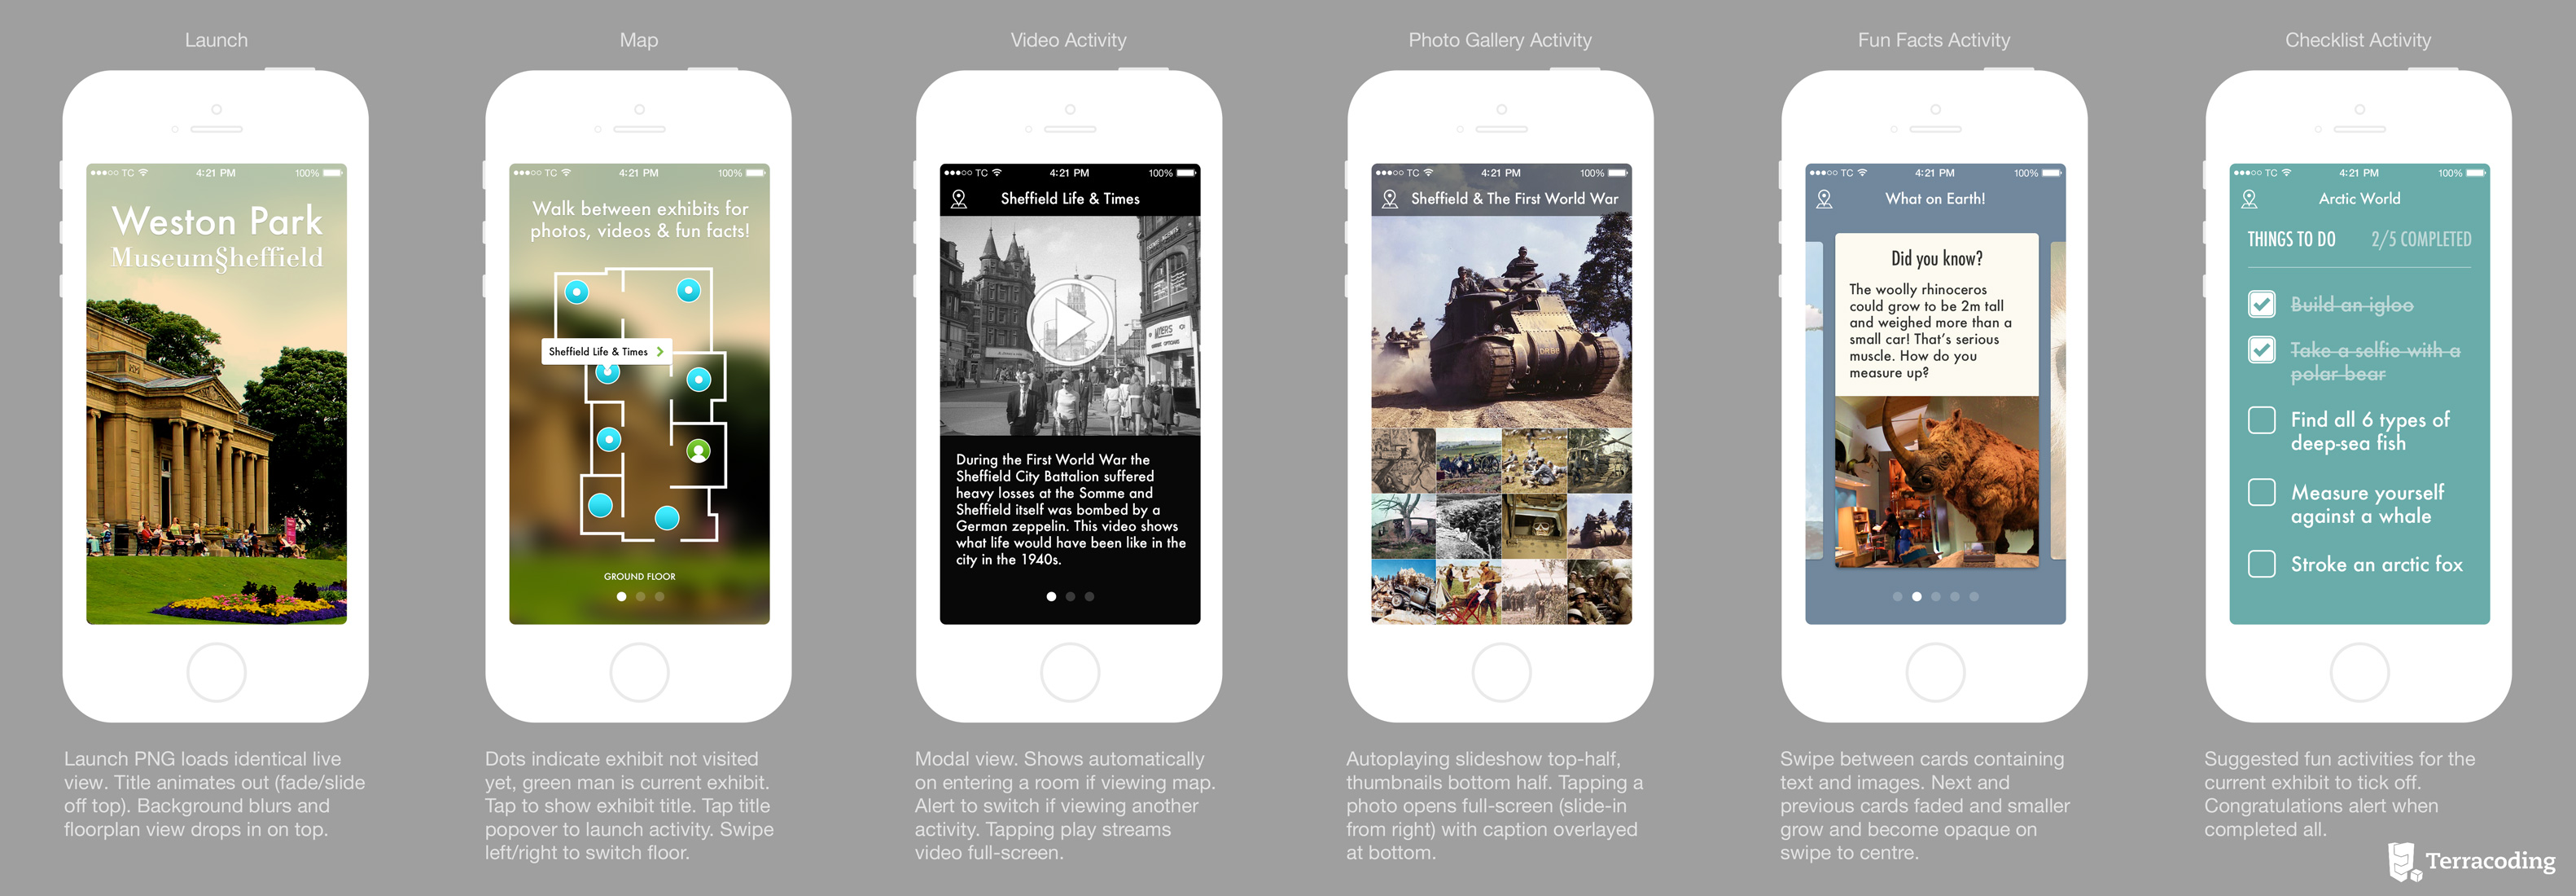 Launch
●●●○○ TC 4:21 PM 100%
Weston Park
Museum§heffield
Launch PNG loads identical live
view. Title animates out (fade/slide
off top). Background blurs and
floorplan view drops in on top.
Map
●●●○○ TC 4:21 PM 100%
Walk between exhibits for
photos, videos & fun facts!
Sheffield Life & Times
GROUND FLOOR
Dots indicate exhibit not visited
yet, green man is current exhibit.
Tap to show exhibit title. Tap title
popover to launch activity. Swipe
left/right to switch floor.
Video Activity
●●●○○ TC 4:21 PM 100%
Sheffield Life & Times
MYERS
During the First World War the
Sheffield City Battalion suffered
heavy losses at the Somme and
Sheffield itself was bombed by a
German zeppelin. This video shows
what life would have been like in the
city in the 1940s.
Modal view. Shows automatically
on entering a room if viewing map.
Alert to switch if viewing another
activity. Tapping play streams
video full-screen.
Photo Gallery Activity
●●●○○ TC 4:21 PM 100%
Sheffield & The First World War
Autoplaying slideshow top-half,
thumbnails bottom half. Tapping a
photo opens full-screen (slide-in
from right) with caption overlayed
at bottom.
Fun Facts Activity
●●●○○ TC 4:21 PM 100%
What on Earth!
Did you know?
The woolly rhinoceros
could grow to be 2m tall
and weighed more than a
small car! That's serious
muscle. How do you
measure up?
Swipe between cards containing
text and images. Next and
previous cards faded and smaller
grow and become opaque on
swipe to centre.
Checklist Activity
●●●○○ TC 4:21 PM 100%
Arctic World
THINGS TO DO 2/5 COMPLETED
Build an igloo
Take a selfie with a
polar bear
Find all 6 types of
deep-sea fish
Measure yourself
against a whale
Stroke an arctic fox
Suggested fun activities for the
current exhibit to tick off.
Congratulations alert when
completed all.
Terracoding